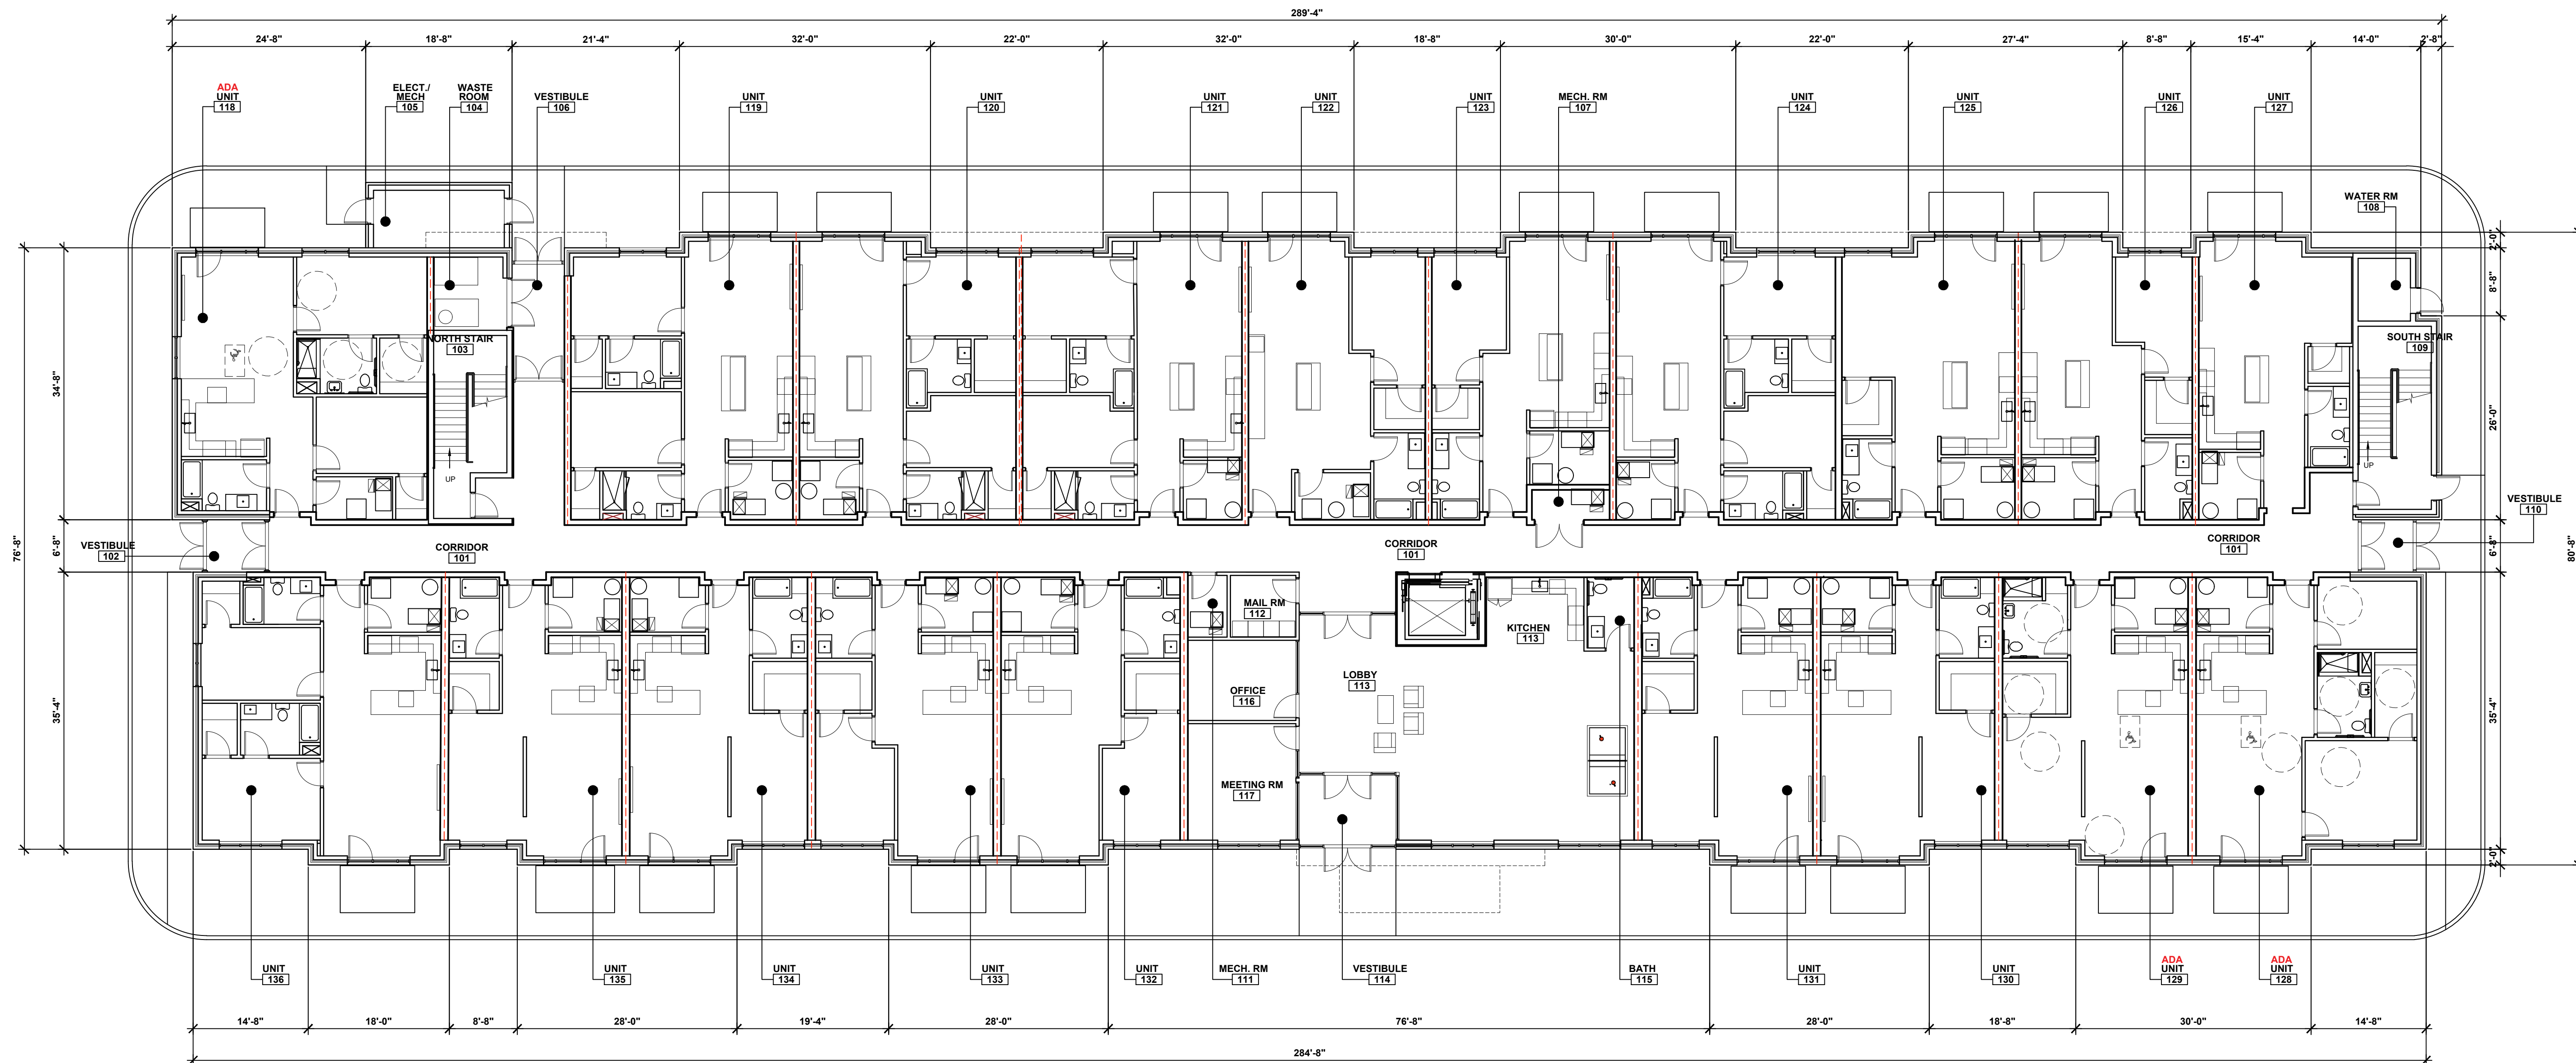 289'-4"
24'-8"
18'-8"
21'-4"
32'-0"
22'-0"
32'-0"
18'-8"
30'-0"
22'-0"
27'-4"
8'-8"
15'-4"
14'-0"
2'-8"
ADA
UNIT
118
ELECT./
MECH
105
WASTE
ROOM
104
VESTIBULE
106
UNIT
119
UNIT
120
UNIT
121
UNIT
122
UNIT
123
MECH. RM
107
UNIT
124
UNIT
125
UNIT
126
UNIT
127
WATER RM
108
2'-0"
8'-8"
34'-8"
NORTH STAIR
103
SOUTH STAIR
109
26'-0"
UP
UP
VESTIBULE
110
76'-8"
6'-8"
VESTIBULE
102
CORRIDOR
101
CORRIDOR
101
CORRIDOR
101
6'-8"
80'-8"
MAIL RM
112
KITCHEN
113
LOBBY
113
OFFICE
116
35'-4"
35'-4"
MEETING RM
117
2'-0"
UNIT
136
UNIT
135
UNIT
134
UNIT
133
UNIT
132
MECH. RM
111
VESTIBULE
114
BATH
115
UNIT
131
UNIT
130
ADA
UNIT
129
ADA
UNIT
128
14'-8"
18'-0"
8'-8"
28'-0"
19'-4"
28'-0"
76'-8"
28'-0"
18'-8"
30'-0"
14'-8"
284'-8"